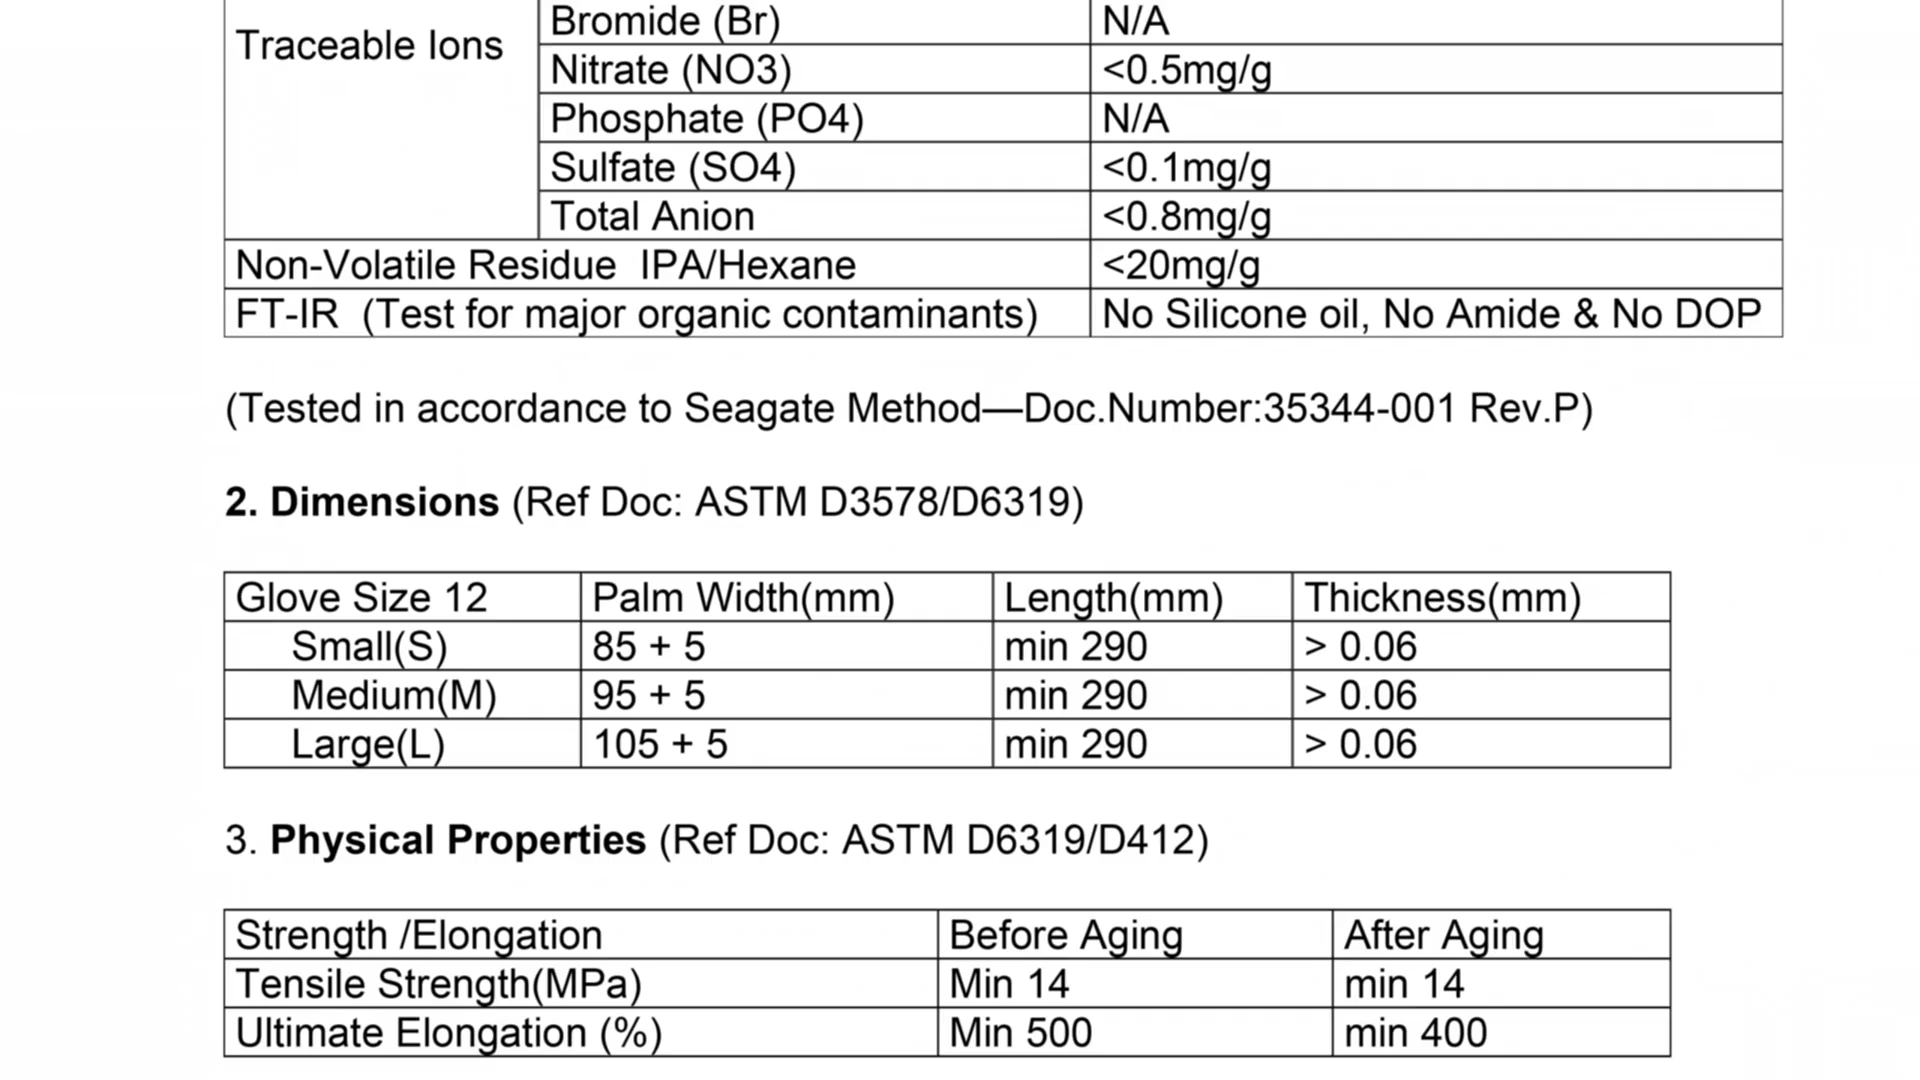 Bromide (Br) N/A
Traceable Ions
Nitrate (NO3) <0.5mg/g
Phosphate (PO4) N/A
Sulfate (SO4) <0.1mg/g
Total Anion <0.8mg/g
Non-Volatile Residue IPA/Hexane <20mg/g
FT-IR (Test for major organic contaminants) No Silicone oil, No Amide & No DOP
(Tested in accordance to Seagate Method—Doc.Number:35344-001 Rev.P)
2. Dimensions (Ref Doc: ASTM D3578/D6319)
Glove Size 12 Palm Width(mm) Length(mm) Thickness(mm)
Small(S) 85 + 5 min 290 > 0.06
Medium(M) 95 + 5 min 290 > 0.06
Large(L) 105 + 5 min 290 > 0.06
3. Physical Properties (Ref Doc: ASTM D6319/D412)
Strength /Elongation Before Aging After Aging
Tensile Strength(MPa) Min 14 min 14
Ultimate Elongation (%) Min 500 min 400